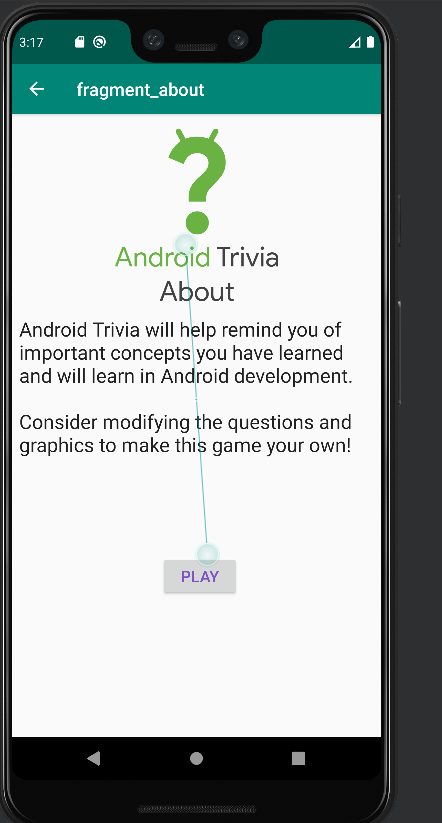 3:17
fragment_about
Android Trivia
About
Android Trivia will help remind you of
important concepts you have learned
and will learn in Android development.
Consider modifying the questions and
graphics to make this game your own!
PLAY